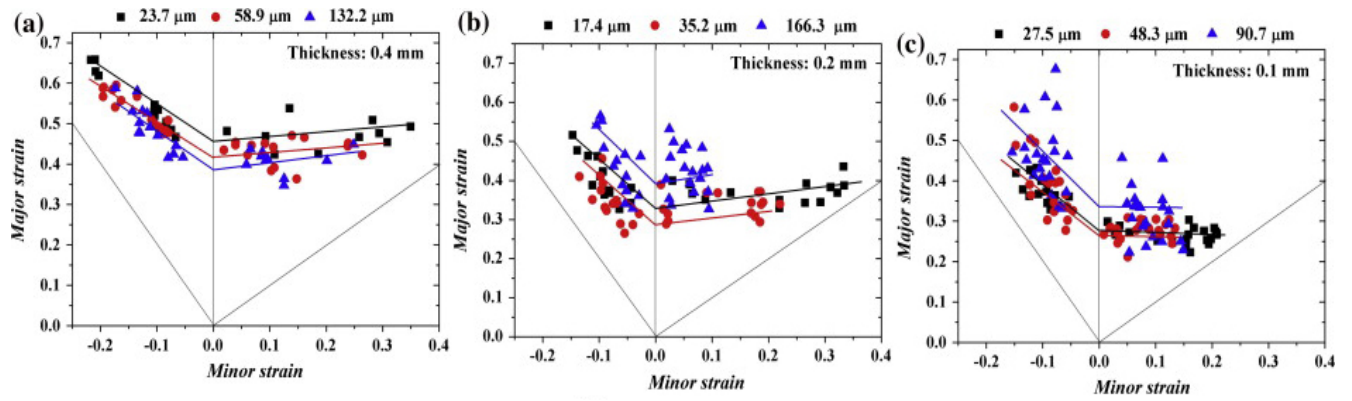 (a)
23.7 μm 58.9 μm 132.2 μm
Thickness: 0.4 mm
0.7
0.6
0.5
0.4
0.3
0.2
0.1
0.0
Major strain
-0.2 -0.1 0.0 0.1 0.2 0.3 0.4
Minor strain
(b)
17.4 μm 35.2 μm 166.3 μm
Thickness: 0.2 mm
0.7
0.6
0.5
0.4
0.3
0.2
0.1
0.0
Major strain
-0.2 -0.1 0.0 0.1 0.2 0.3 0.4
Minor strain
(c)
27.5 μm 48.3 μm 90.7 μm
Thickness: 0.1 mm
0.7
0.6
0.5
0.4
0.3
0.2
0.1
0.0
Major strain
-0.2 -0.1 0.0 0.1 0.2 0.3 0.4
Minor strain